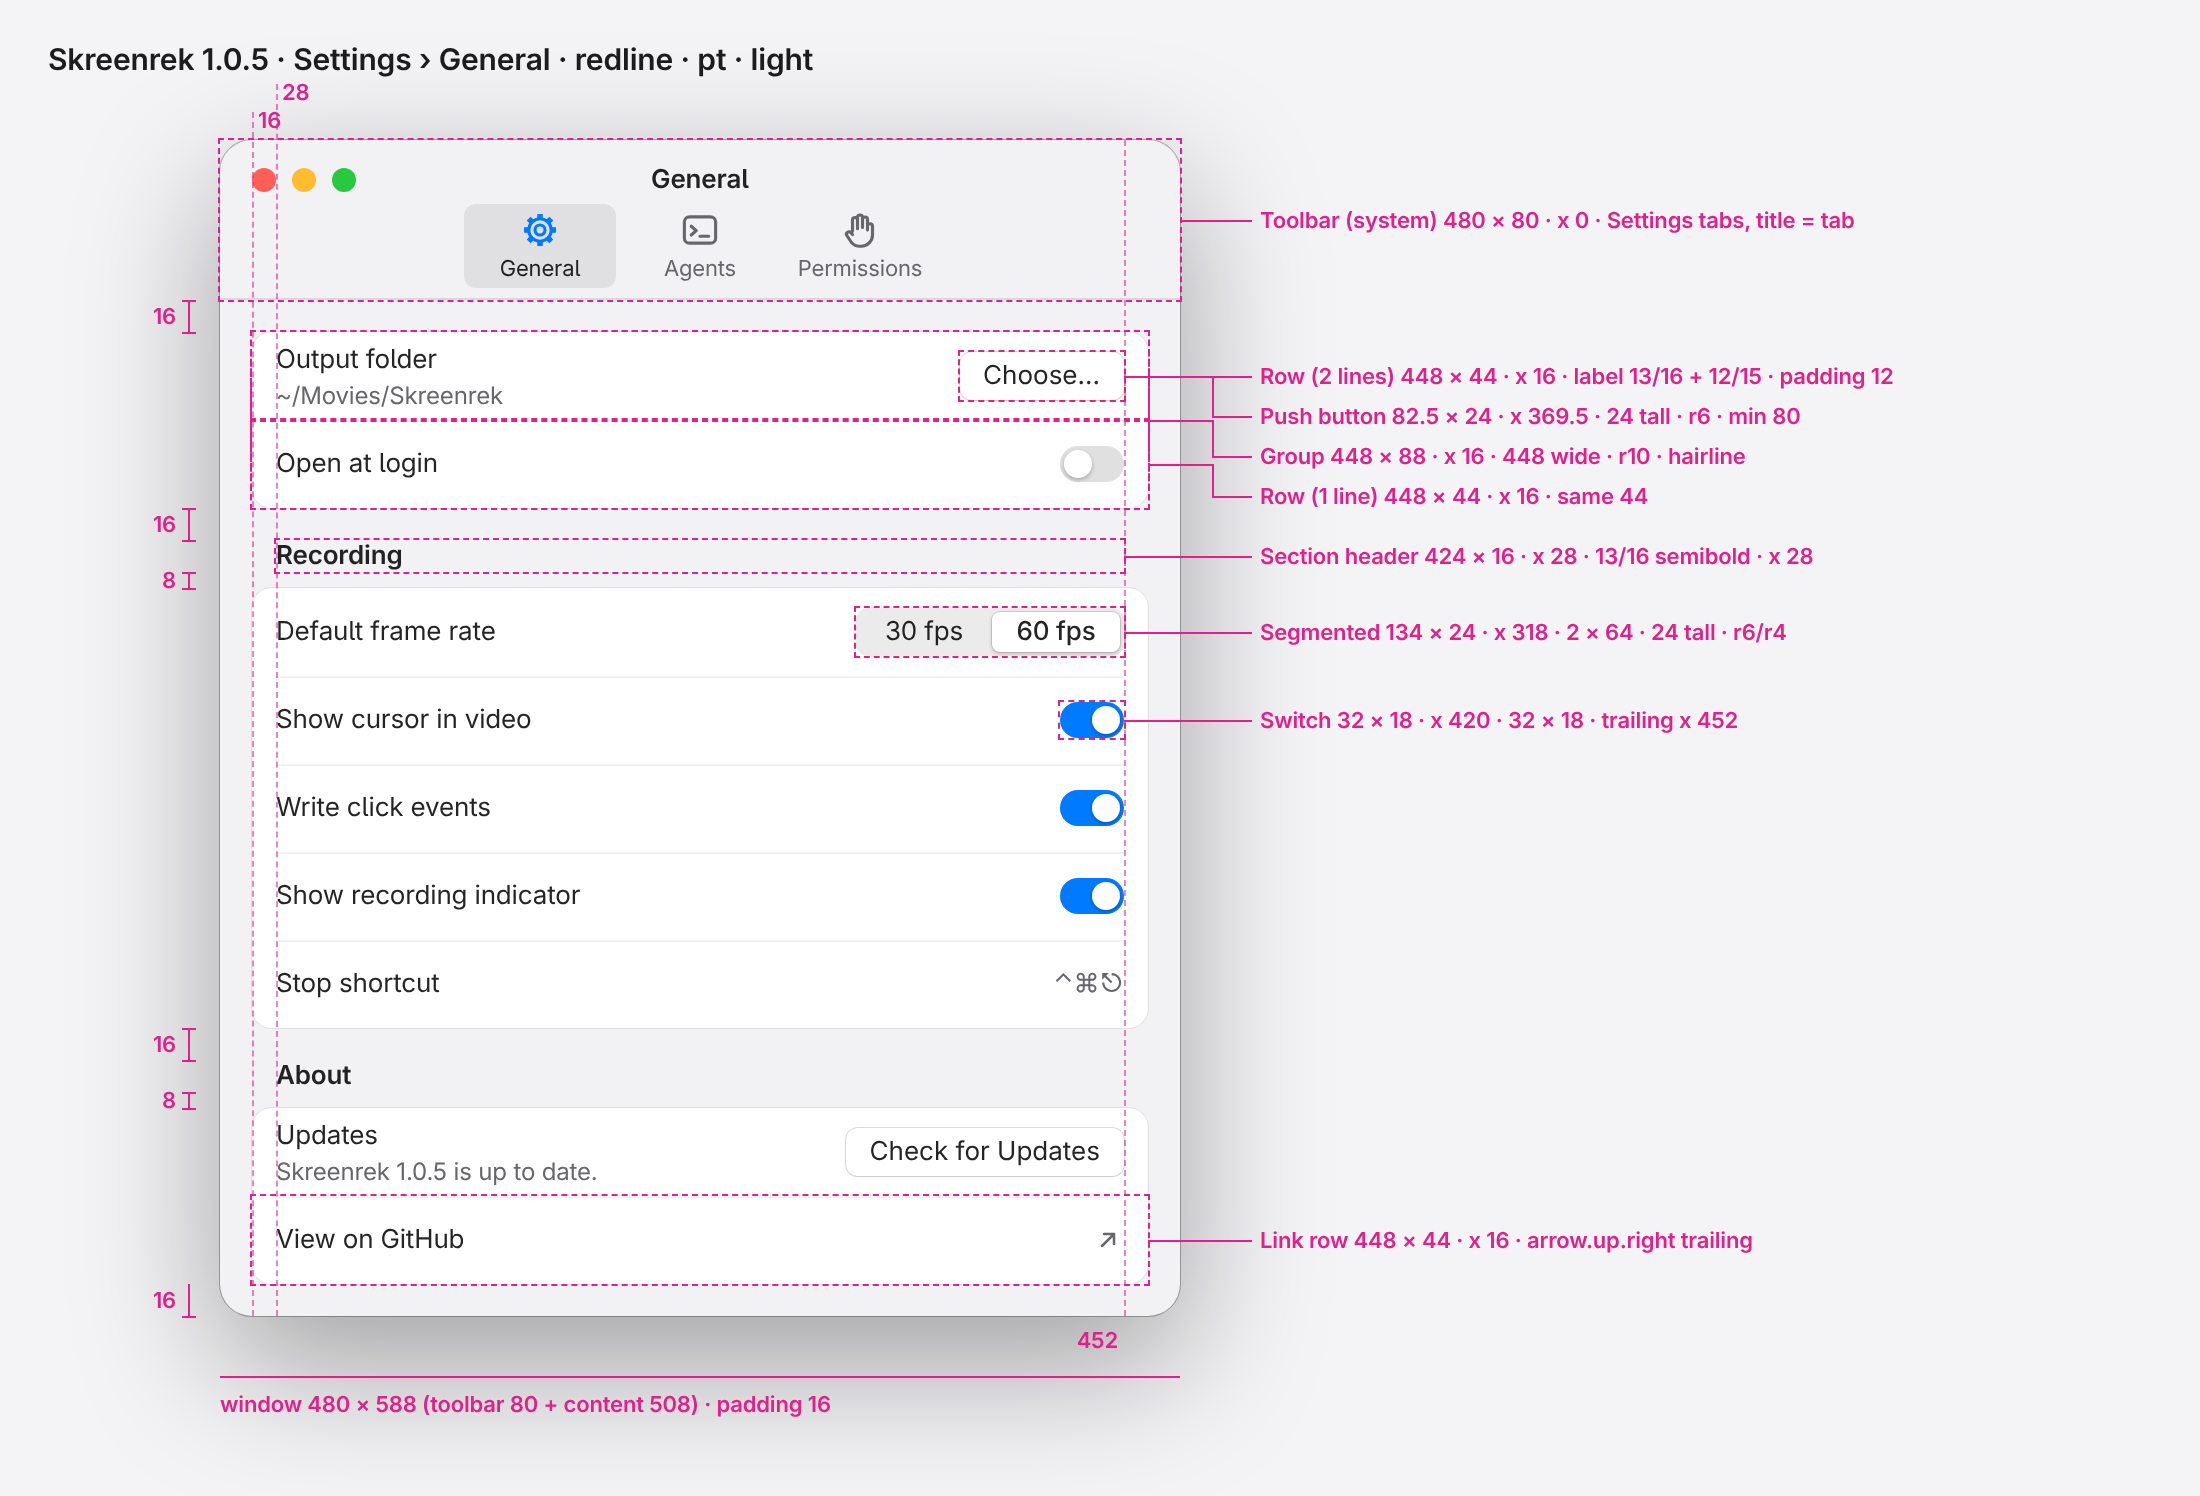 Skreenrek 1.0.5 · Settings › General · redline · pt · light
28
16
General
General
Agents
Permissions
Toolbar (system) 480 × 80 · x 0 · Settings tabs, title = tab
16
Output folder
~/Movies/Skreenrek
Choose...
Row (2 lines) 448 × 44 · x 16 · label 13/16 + 12/15 · padding 12
Push button 82.5 × 24 · x 369.5 · 24 tall · r6 · min 80
Group 448 × 88 · x 16 · 448 wide · r10 · hairline
Open at login
Row (1 line) 448 × 44 · x 16 · same 44
16
Recording
Section header 424 × 16 · x 28 · 13/16 semibold · x 28
8
Default frame rate
30 fps
60 fps
Segmented 134 × 24 · x 318 · 2 × 64 · 24 tall · r6/r4
Show cursor in video
Switch 32 × 18 · x 420 · 32 × 18 · trailing x 452
Write click events
Show recording indicator
Stop shortcut
^⌘⎋
16
About
8
Updates
Skreenrek 1.0.5 is up to date.
Check for Updates
View on GitHub
Link row 448 × 44 · x 16 · arrow.up.right trailing
16
452
window 480 × 588 (toolbar 80 + content 508) · padding 16